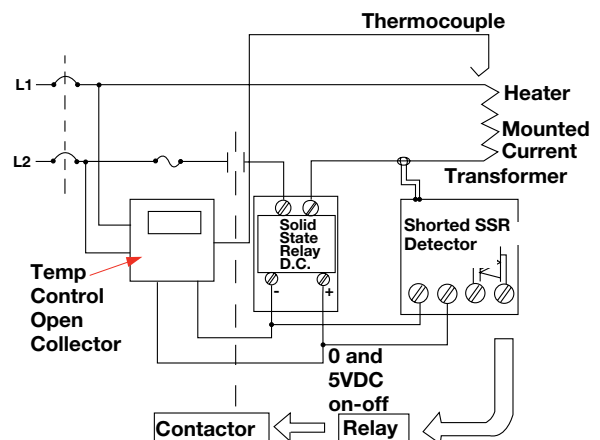 Thermocouple
L1
Heater
Mounted
Current
Transformer
L2
Solid
State
Relay
D.C.
- +
Shorted SSR
Detector
Temp
Control
Open
Collector
0 and
5VDC
on-off
Contactor
Relay